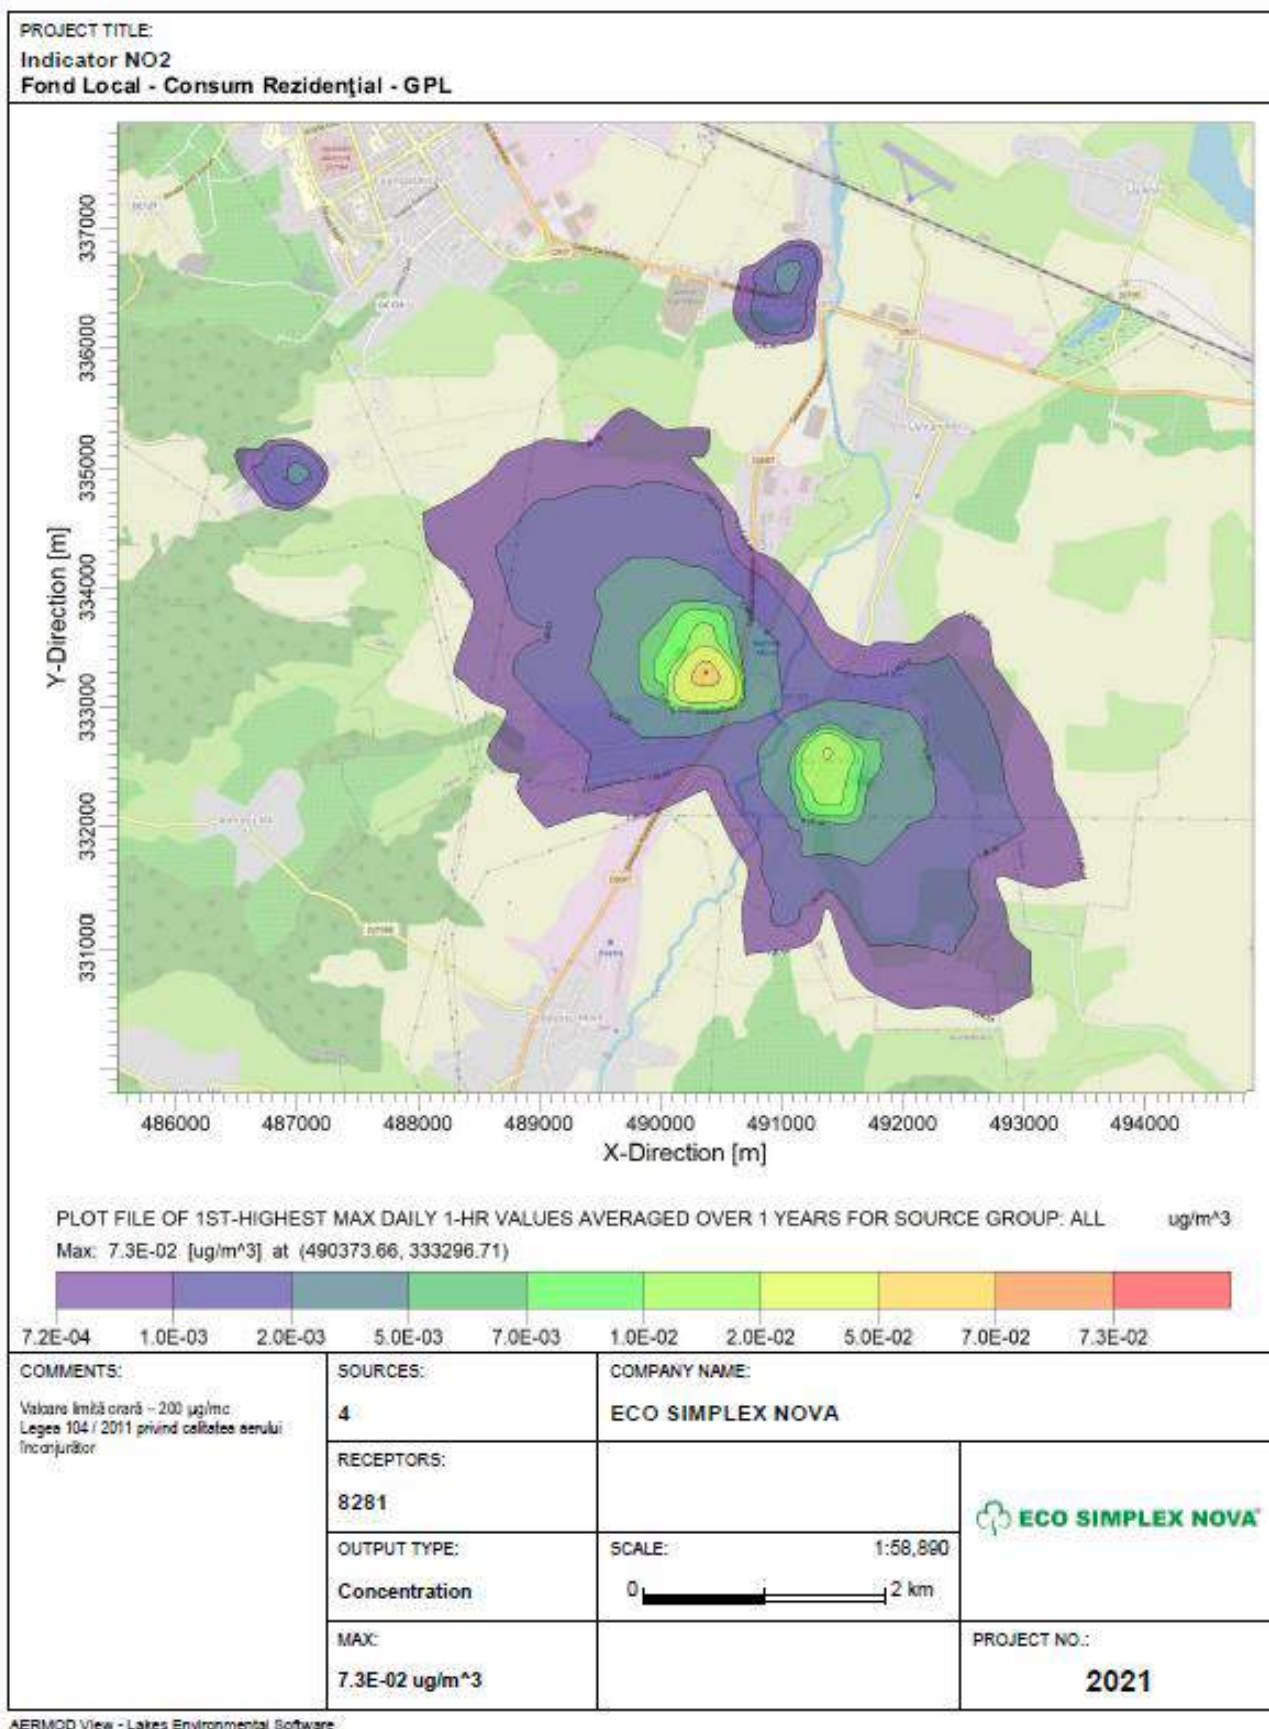 PROJECT TITLE:
Indicator NO2
Fond Local - Consum Rezidenţial - GPL
337000
336000
335000
334000
333000
332000
331000
Y-Direction [m]
486000 487000 488000 489000 490000 491000 492000 493000 494000
X-Direction [m]
PLOT FILE OF 1ST-HIGHEST MAX DAILY 1-HR VALUES AVERAGED OVER 1 YEARS FOR SOURCE GROUP: ALL ug/m^3
Max: 7.3E-02 [ug/m^3] at (490373.66, 333296.71)
7.2E-04 1.0E-03 2.0E-03 5.0E-03 7.0E-03 1.0E-02 2.0E-02 5.0E-02 7.0E-02 7.3E-02
COMMENTS:
Valoare limită orară – 200 µg/mc
Legea 104 / 2011 privind calitatea aerului
înconjurător
SOURCES:
4
COMPANY NAME:
ECO SIMPLEX NOVA
RECEPTORS:
8281
ECO SIMPLEX NOVA
OUTPUT TYPE:
Concentration
SCALE: 1:58,890
0 2 km
MAX:
7.3E-02 ug/m^3
PROJECT NO.:
2021
AERMOD View - Lakes Environmental Software